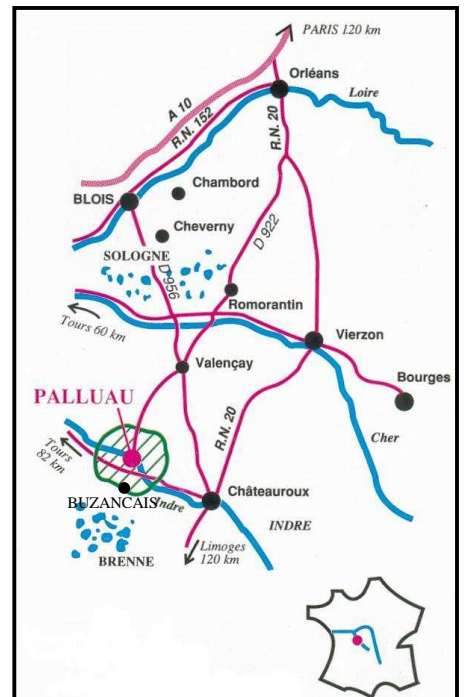 PARIS 120 km
Orléans
Loire
A 10
R.N. 152
R.N. 20
Chambord
BLOIS
Cheverny
D 922
SOLOGNE
D 956
Romorantin
Tours 60 km
Vierzon
Valençay
Bourges
PALLUAU
R.N. 20
Cher
Tours
82 km
BUZANCAIS
Indre
Châteauroux
INDRE
BRENNE
Limoges
120 km